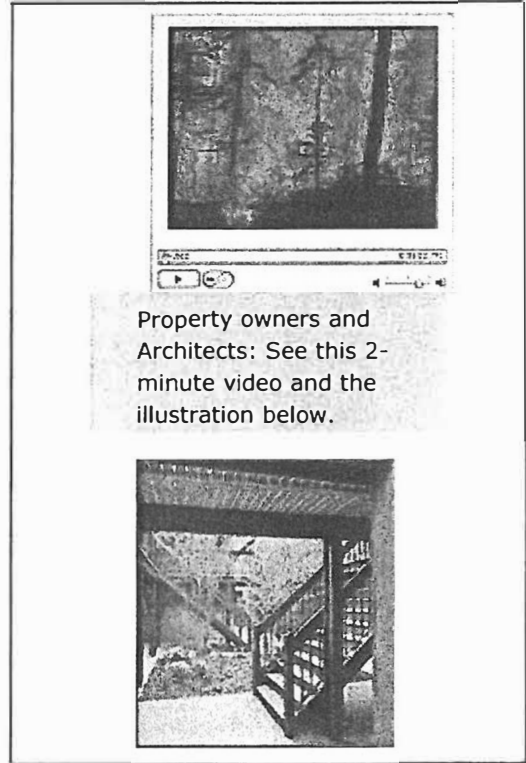 Property owners and
Architects: See this 2-
minute video and the
illustration below.